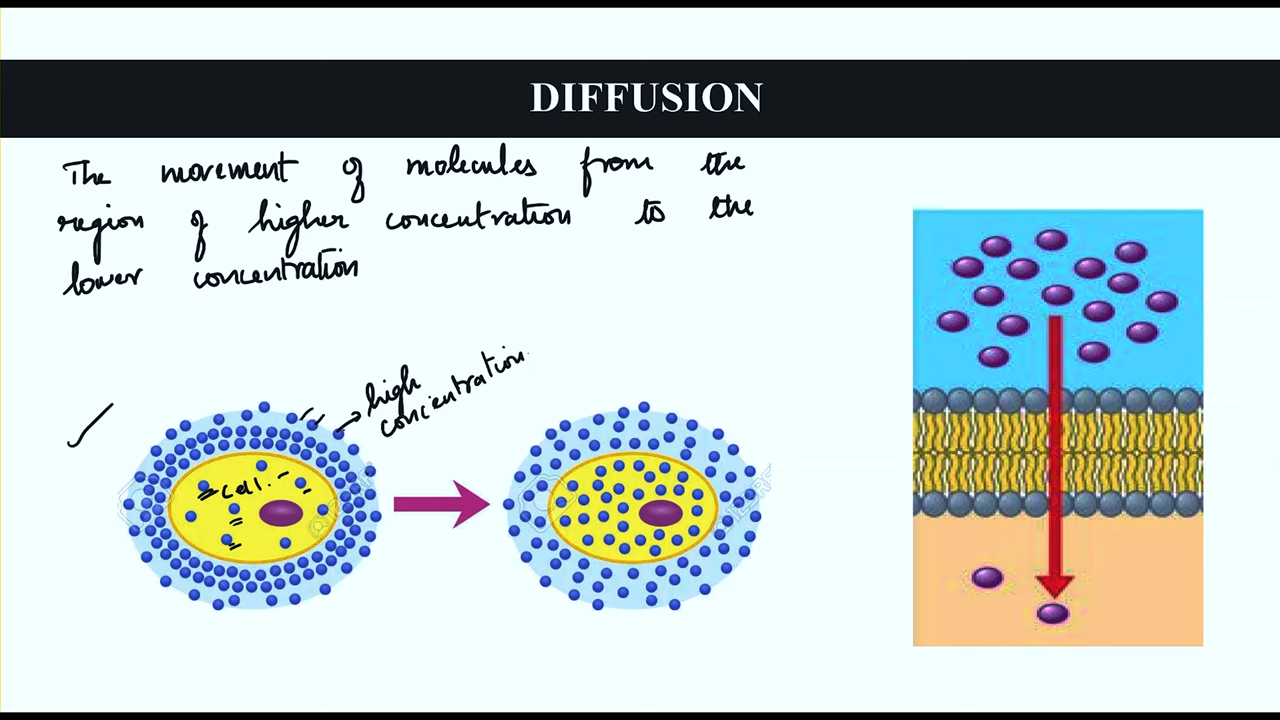 DIFFUSION
The movement of molecules from the
region of higher concentration to the
lower concentration
high
concentration
cell.